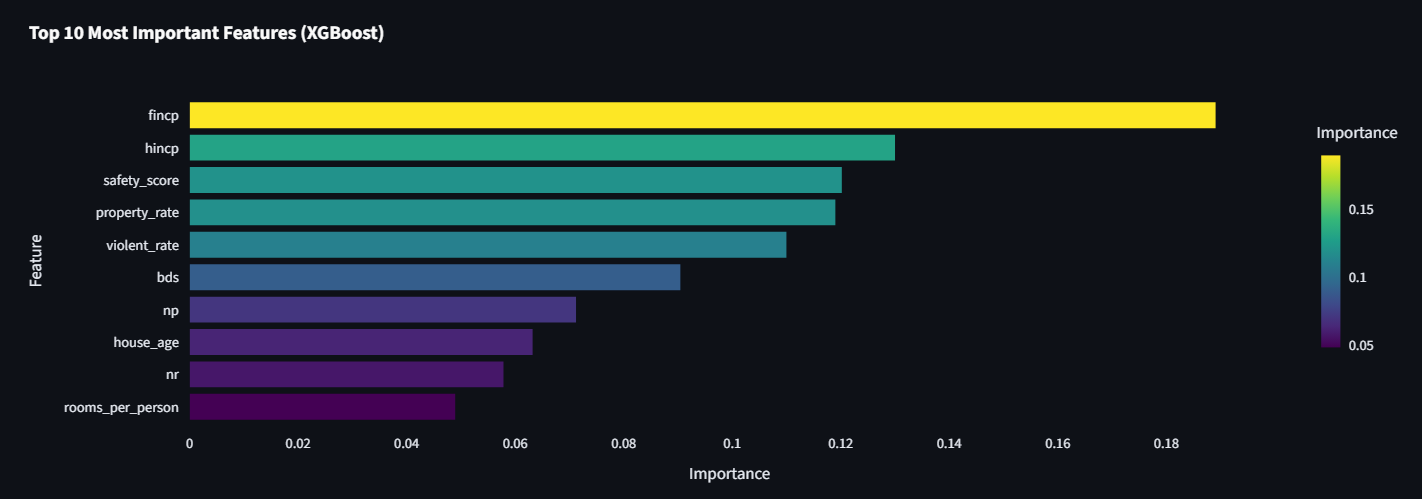 Top 10 Most Important Features (XGBoost)
fincp
hincp
safety_score
property_rate
violent_rate
bds
np
house_age
nr
rooms_per_person
Feature
0 0.02 0.04 0.06 0.08 0.1 0.12 0.14 0.16 0.18
Importance
Importance
0.15
0.1
0.05